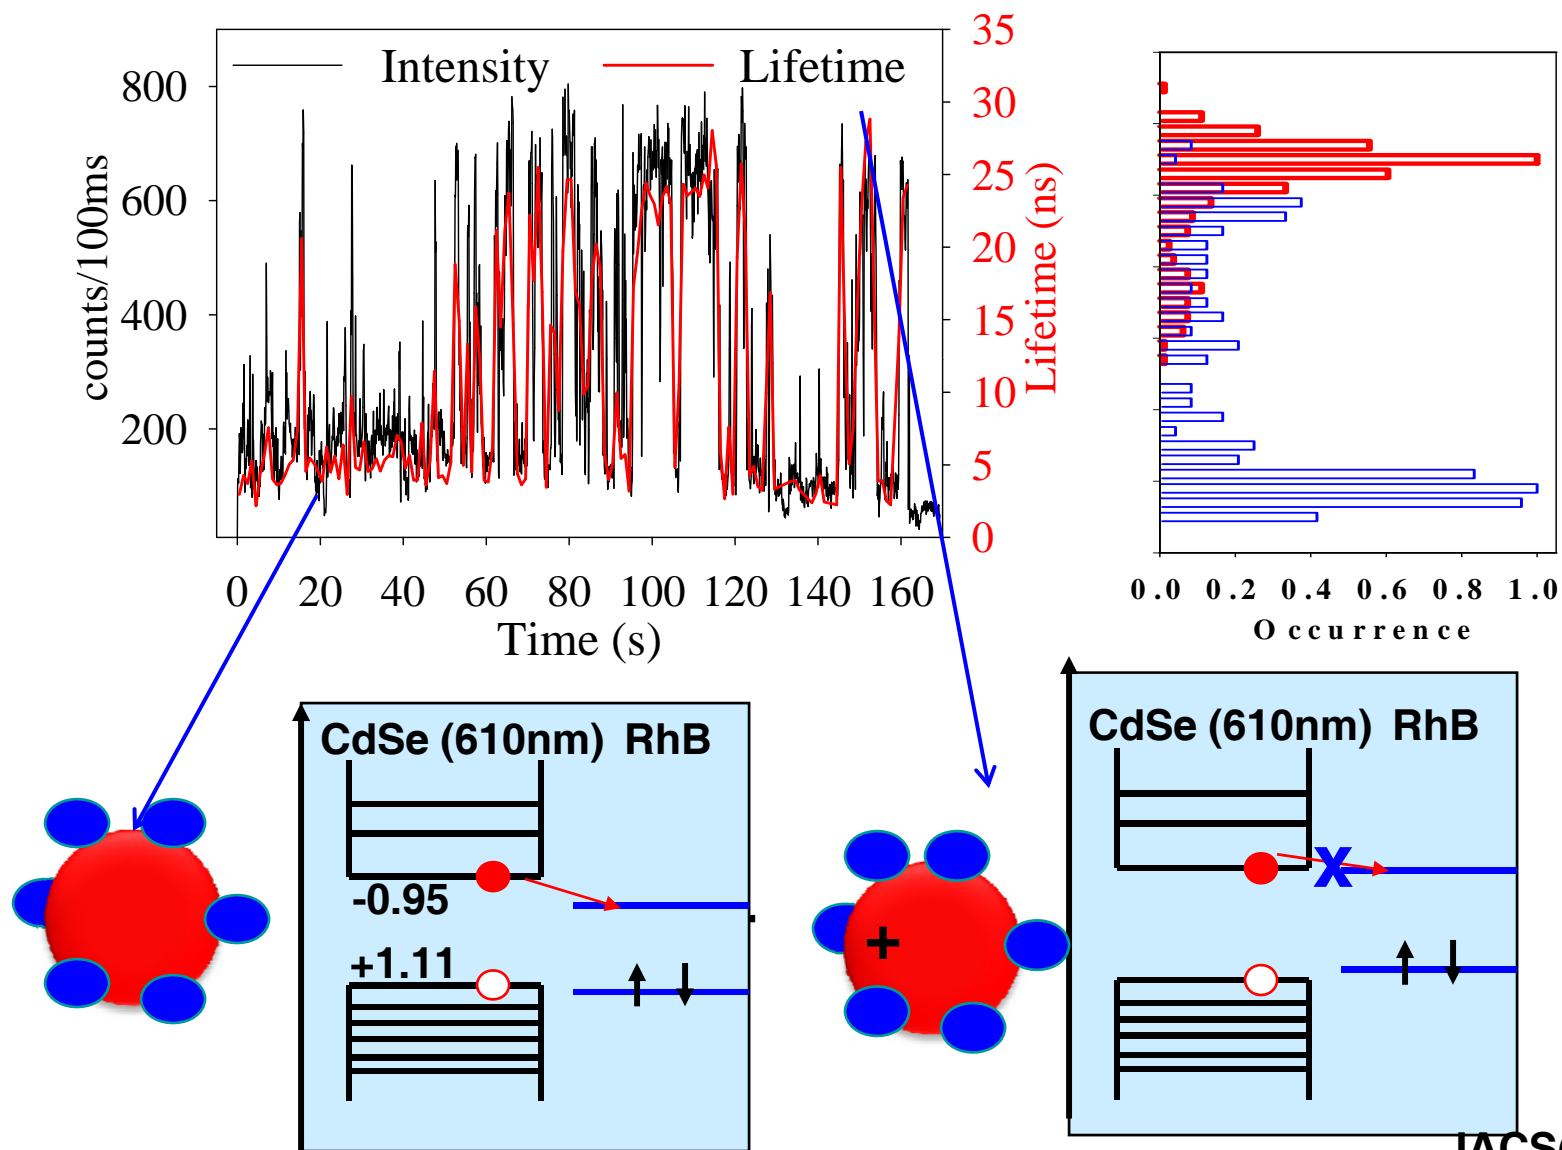 Intensity Lifetime
counts/100ms
800
600
400
200
35
30
25
20
15
10
5
0
Lifetime (ns)
0 20 40 60 80 100 120 140 160
Time (s)
0.0 0.2 0.4 0.6 0.8 1.0
Occurrence
CdSe (610nm) RhB
-0.95
+1.11
CdSe (610nm) RhB
X
+